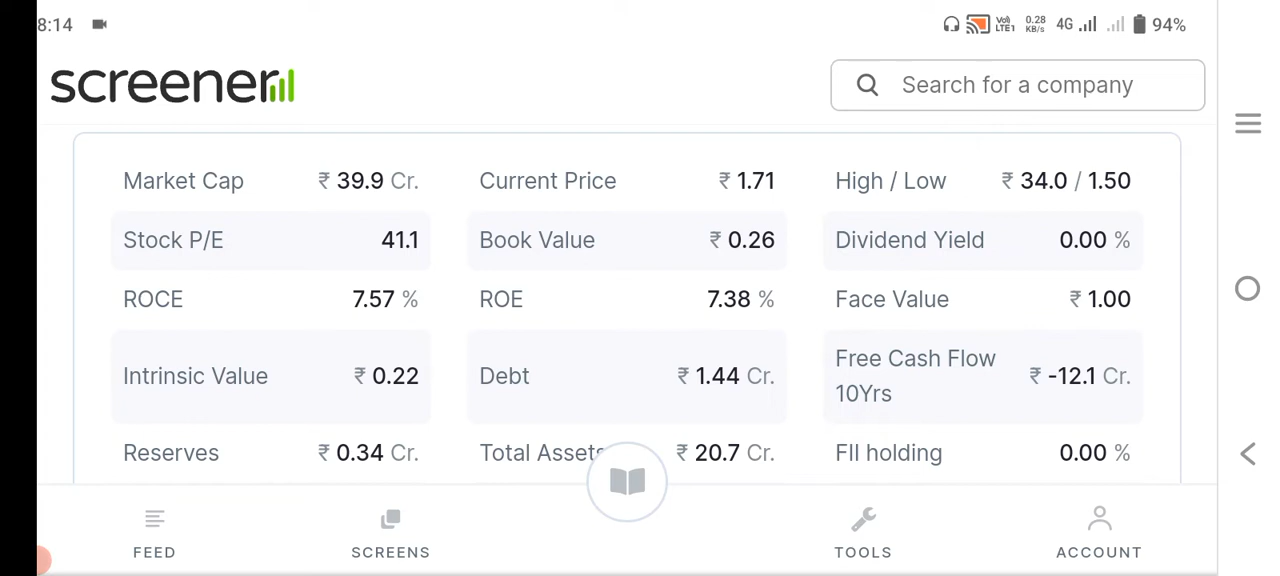 8:14 Vo) LTE1 0.28 KB/s 4G 94%
screener Search for a company
Market Cap ₹ 39.9 Cr. Current Price ₹ 1.71 High / Low ₹ 34.0 / 1.50
Stock P/E 41.1 Book Value ₹ 0.26 Dividend Yield 0.00 %
ROCE 7.57 % ROE 7.38 % Face Value ₹ 1.00
Intrinsic Value ₹ 0.22 Debt ₹ 1.44 Cr. Free Cash Flow 10Yrs ₹ -12.1 Cr.
Reserves ₹ 0.34 Cr. Total Assets ₹ 20.7 Cr. FII holding 0.00 %
FEED SCREENS TOOLS ACCOUNT